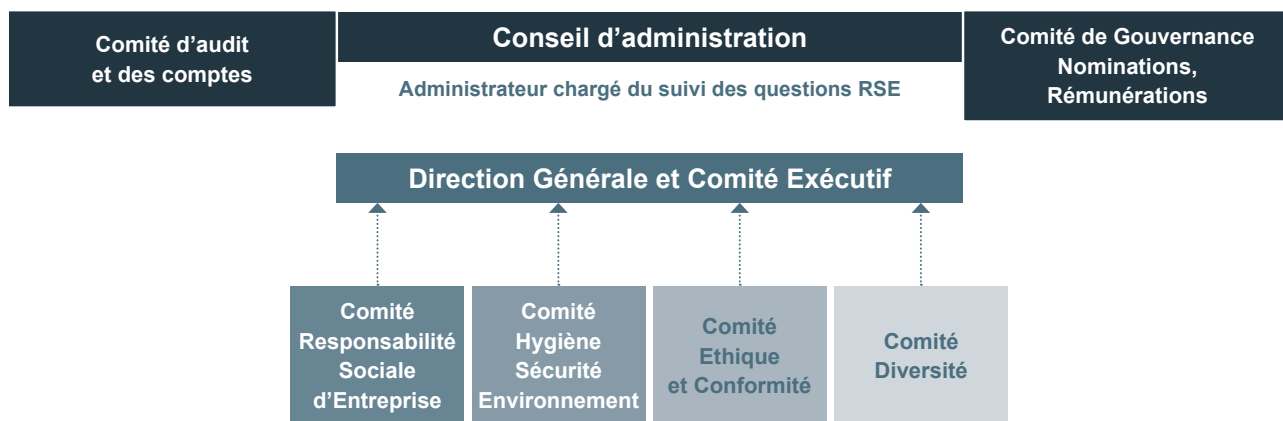 Comité d’audit
et des comptes
Conseil d’administration
Administrateur chargé du suivi des questions RSE
Comité de Gouvernance
Nominations,
Rémunérations
Direction Générale et Comité Exécutif
Comité
Responsabilité
Sociale
d’Entreprise
Comité
Hygiène
Sécurité
Environnement
Comité
Ethique
et Conformité
Comité
Diversité